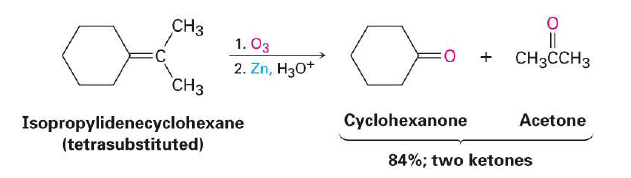 CH3
C
CH3
1. O3
2. Zn, H3O+
O
+
O
CH3CCH3
Isopropylidenecyclohexane
(tetrasubstituted)
Cyclohexanone
Acetone
84%; two ketones